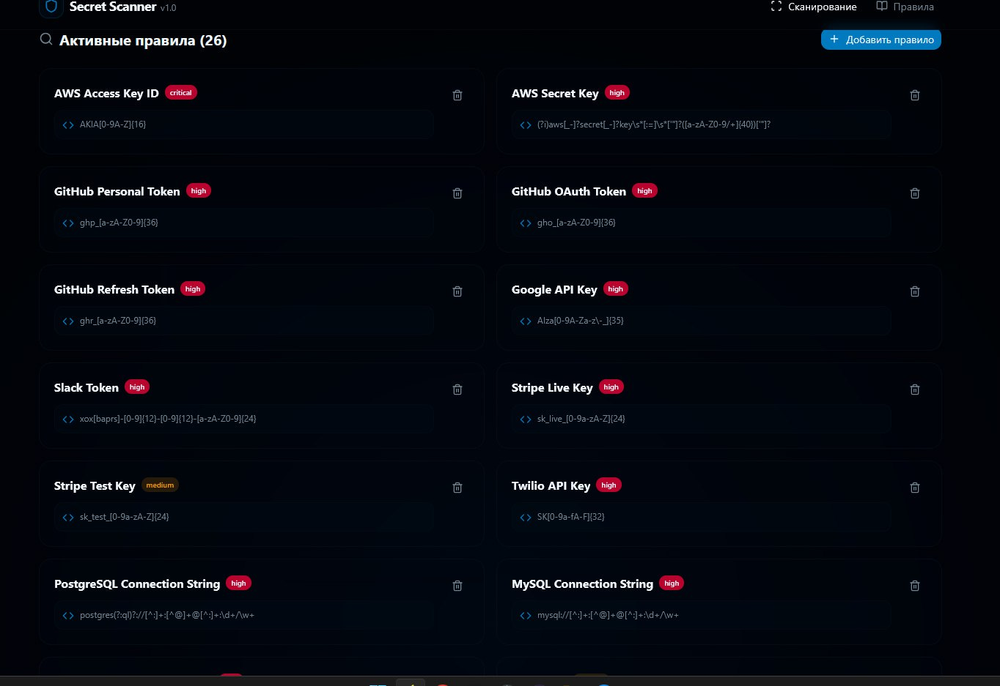 Secret Scanner v1.0
Сканирование
Правила
Активные правила (26)
+ Добавить правило
AWS Access Key ID critical
<> AKIA[0-9A-Z]{16}
AWS Secret Key high
<> (?i)aws[_-]?secret[_-]?key\s*[:=]\s*['"]?([a-zA-Z0-9/+]{40})['"]?
GitHub Personal Token high
<> ghp_[a-zA-Z0-9]{36}
GitHub OAuth Token high
<> gho_[a-zA-Z0-9]{36}
GitHub Refresh Token high
<> ghr_[a-zA-Z0-9]{36}
Google API Key high
<> AIza[0-9A-Za-z\-_]{35}
Slack Token high
<> xox[baprs]-[0-9]{12}-[0-9]{12}-[a-zA-Z0-9]{24}
Stripe Live Key high
<> sk_live_[0-9a-zA-Z]{24}
Stripe Test Key medium
<> sk_test_[0-9a-zA-Z]{24}
Twilio API Key high
<> SK[0-9a-fA-F]{32}
PostgreSQL Connection String high
<> postgres(?:ql)?://[^:]+:[^@]+@[^:]+:\d+/\w+
MySQL Connection String high
<> mysql://[^:]+:[^@]+@[^:]+:\d+/\w+